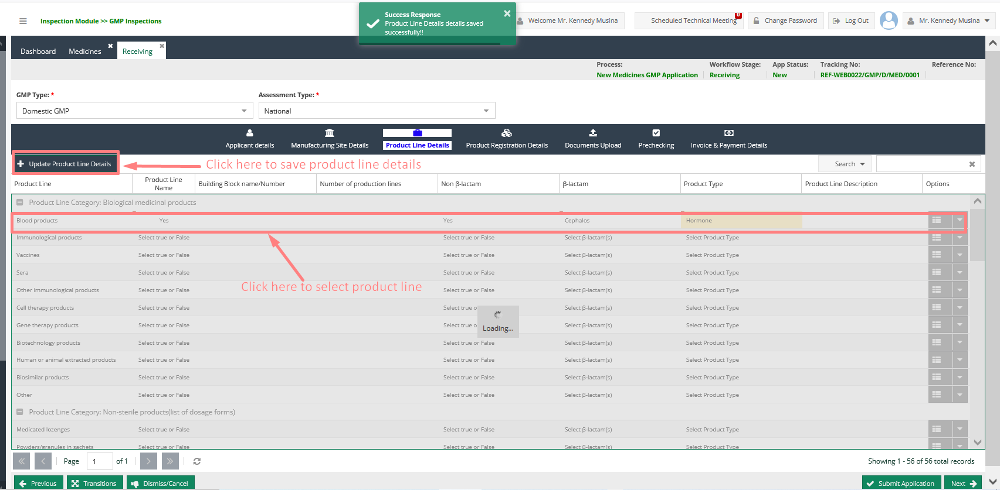 Inspection Module >> GMP Inspections
Success Response
Product Line Details details saved
successfully!!
Welcome Mr. Kennedy Musina
Scheduled Technical Meeting
0
Change Password
Log Out
Mr. Kennedy Musina
Dashboard
Medicines
Receiving
Process:
Workflow Stage:
App Status:
Tracking No:
Reference No:
New Medicines GMP Application
Receiving
New
REF-WEB0022/GMP/D/MED/0001
GMP Type: *
Assessment Type: *
Domestic GMP
National
Applicant details
Manufacturing Site Details
Product Line Details
Product Registration Details
Documents Upload
Prechecking
Invoice & Payment Details
Update Product Line Details
Click here to save product line details
Search
Product Line
Product Line
Name
Building Block name/Number
Number of production lines
Non β-lactam
β-lactam
Product Type
Product Line Description
Options
Product Line Category: Biological medicinal products
Blood products Yes Yes Cephalos Hormone
Immunological products Select true or False Select true or False Select β-lactam(s) Select Product Type
Vaccines Select true or False Select true or False Select β-lactam(s) Select Product Type
Sera Select true or False Select true or False Select β-lactam(s) Select Product Type
Click here to select product line
Other immunological products Select true or False Select true or False Select β-lactam(s) Select Product Type
Cell therapy products Select true or False Select true o Select β-lactam(s) Select Product Type
Loading...
Gene therapy products Select true or False Select true o Select β-lactam(s) Select Product Type
Biotechnology products Select true or False Select true or False Select β-lactam(s) Select Product Type
Human or animal extracted products Select true or False Select true or False Select β-lactam(s) Select Product Type
Biosimilar products Select true or False Select true or False Select β-lactam(s) Select Product Type
Other Select true or False Select true or False Select β-lactam(s) Select Product Type
Product Line Category: Non-sterile products(list of dosage forms)
Medicated lozenges Select true or False Select true or False Select β-lactam(s) Select Product Type
Powders/granules in sachets Select true or False Select true or False Select β-lactam(s) Select Product Type
Page 1 of 1
Showing 1 - 56 of 56 total records
Previous
Transitions
Dismiss/Cancel
Submit Application
Next